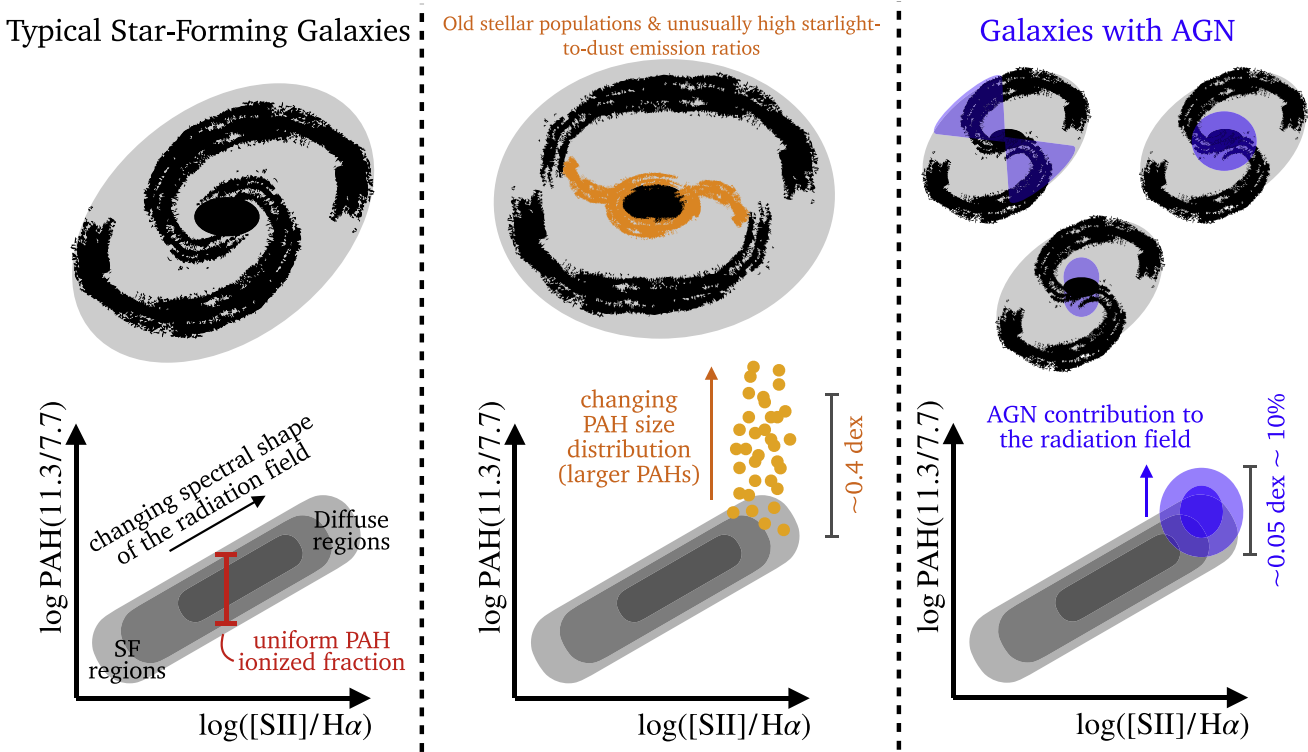 Typical Star-Forming Galaxies
log PAH(11.3/7.7)
changing spectral shape
of the radiation field
Diffuse
regions
SF
regions
uniform PAH
ionized fraction
log([SII]/Hα)
Old stellar populations & unusually high starlight-
to-dust emission ratios
log PAH(11.3/7.7)
changing
PAH size
distribution
(larger PAHs)
~0.4 dex
log([SII]/Hα)
Galaxies with AGN
log PAH(11.3/7.7)
AGN contribution to
the radiation field
~0.05 dex ~ 10%
log([SII]/Hα)